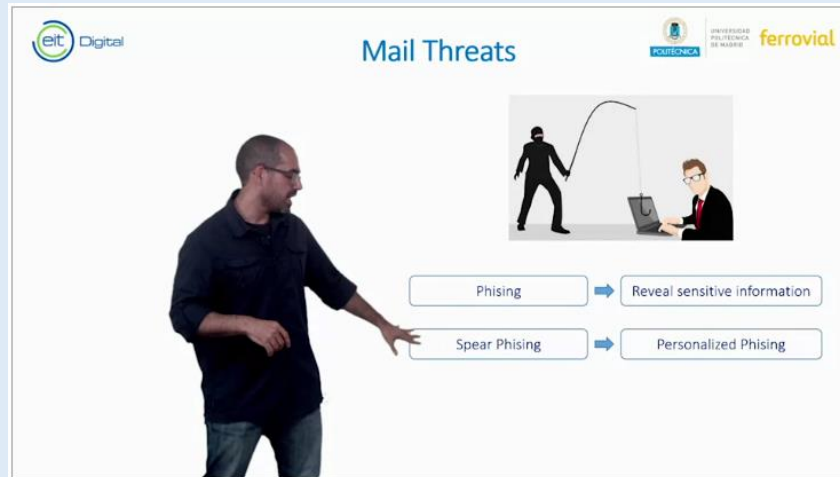 eit Digital
Mail Threats
POLITÉCNICA
UNIVERSIDAD
POLITÉCNICA
DE MADRID
ferrovial
Phising
Reveal sensitive information
Spear Phising
Personalized Phising